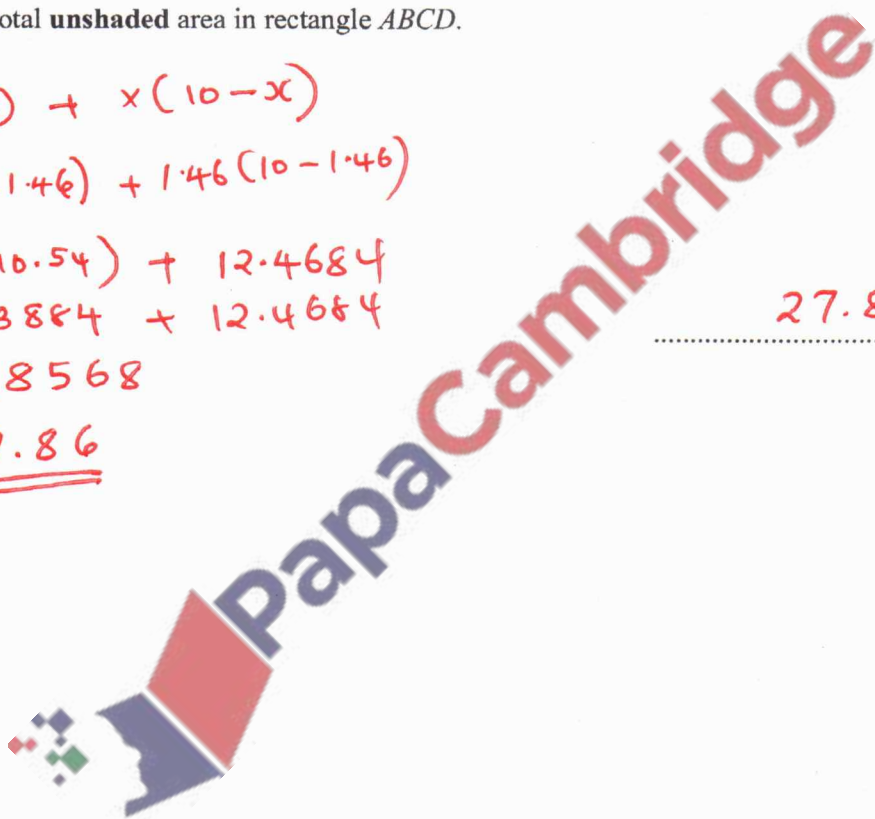 otal unshaded area in rectangle ABCD.
) + x(10-x)
1.46) + 1.46(10-1.46)
10.54) + 12.4684
3884 + 12.4684
8568
.86
27.8
PapaCambridge